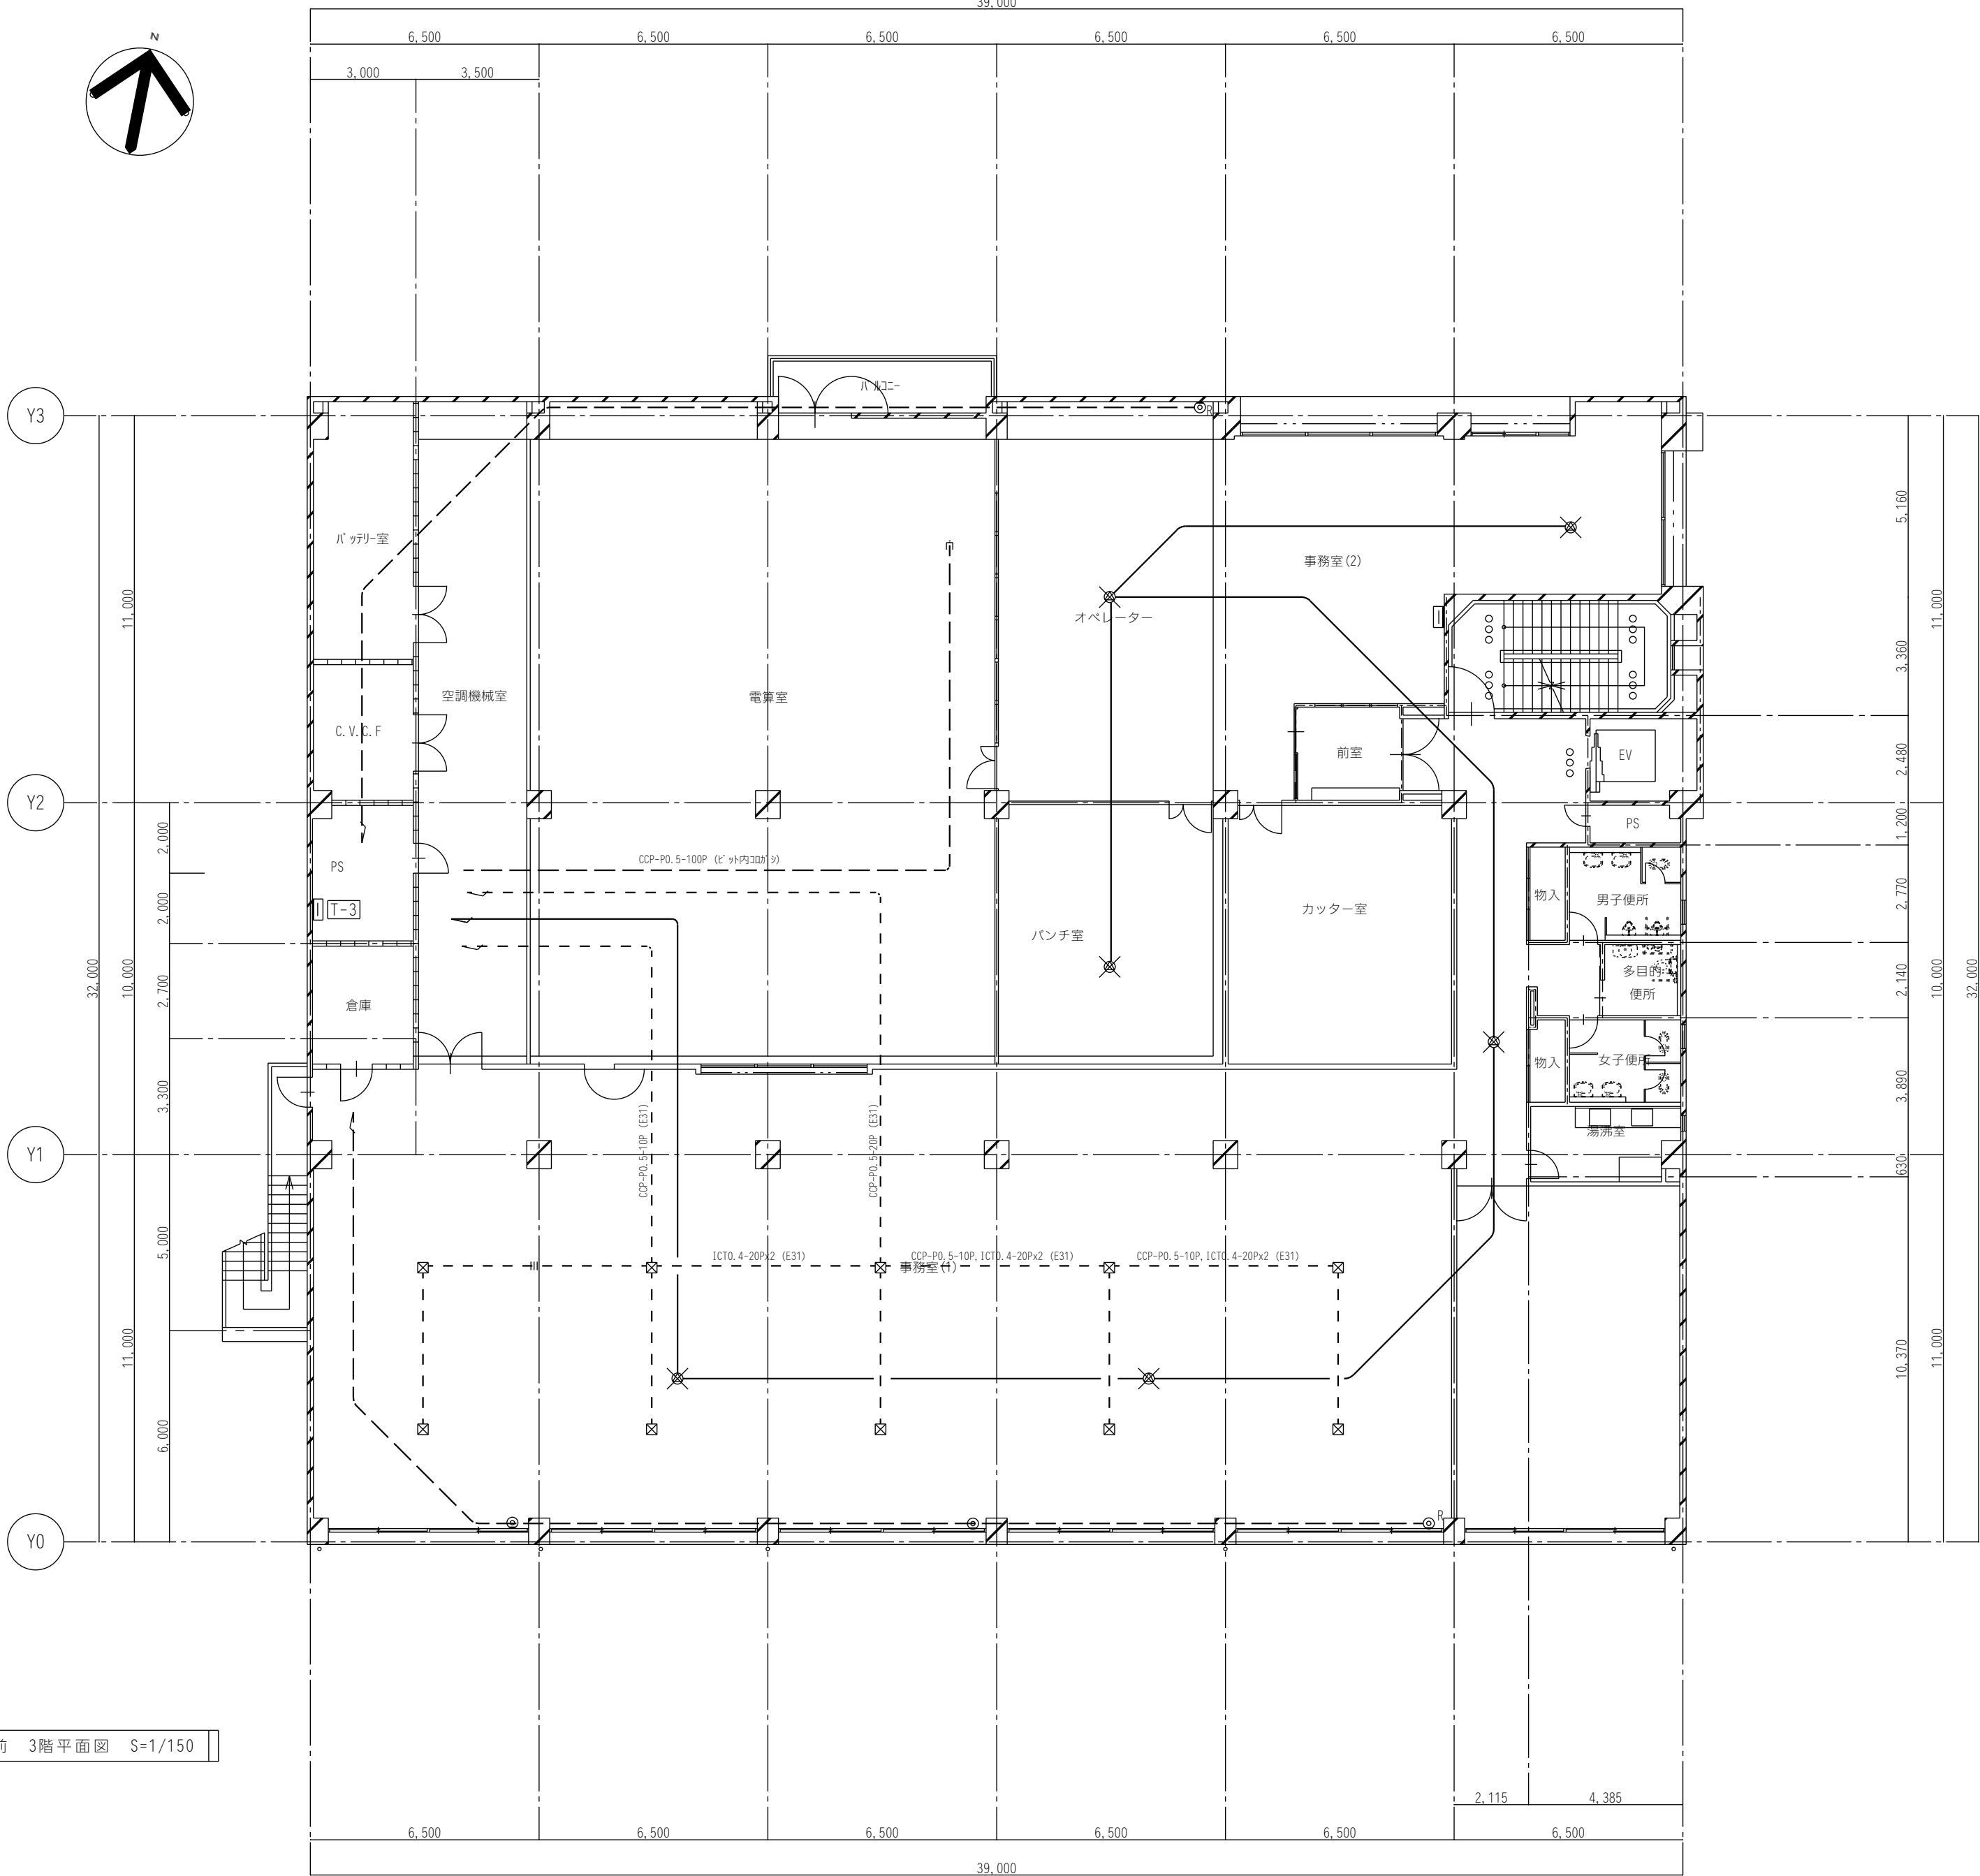 39,000
6,500
6,500
6,500
6,500
6,500
6,500
3,000
3,500
N
バルコニー
R
Y3
5,160
バッテリー室
事務室(2)
11,000
オペレーター
11,000
3,360
空調機械室
電算室
C.V.C.F
前室
EV
2,480
Y2
PS
1,200
2,000
CCP-P0.5-100P (ピット内コロガシ)
PS
物入
男子便所
2,770
T-3
2,000
カッター室
パンチ室
多目的
便所
2,140
32,000
10,000
2,700
10,000
32,000
倉庫
物入
女子便所
3,890
3,300
湯沸室
CCP-P0.5-10P (E31)
CCP-P0.5-20P (E31)
Y1
630
5,000
ICT0.4-20Px2 (E31)
CCP-P0.5-10P,ICT0.4-20Px2 (E31)
CCP-P0.5-10P,ICT0.4-20Px2 (E31)
事務室(1)
11,000
11,000
10,370
6,000
R
Y0
前 3階平面図 S=1/150
2,115
4,385
6,500
6,500
6,500
6,500
6,500
6,500
39,000